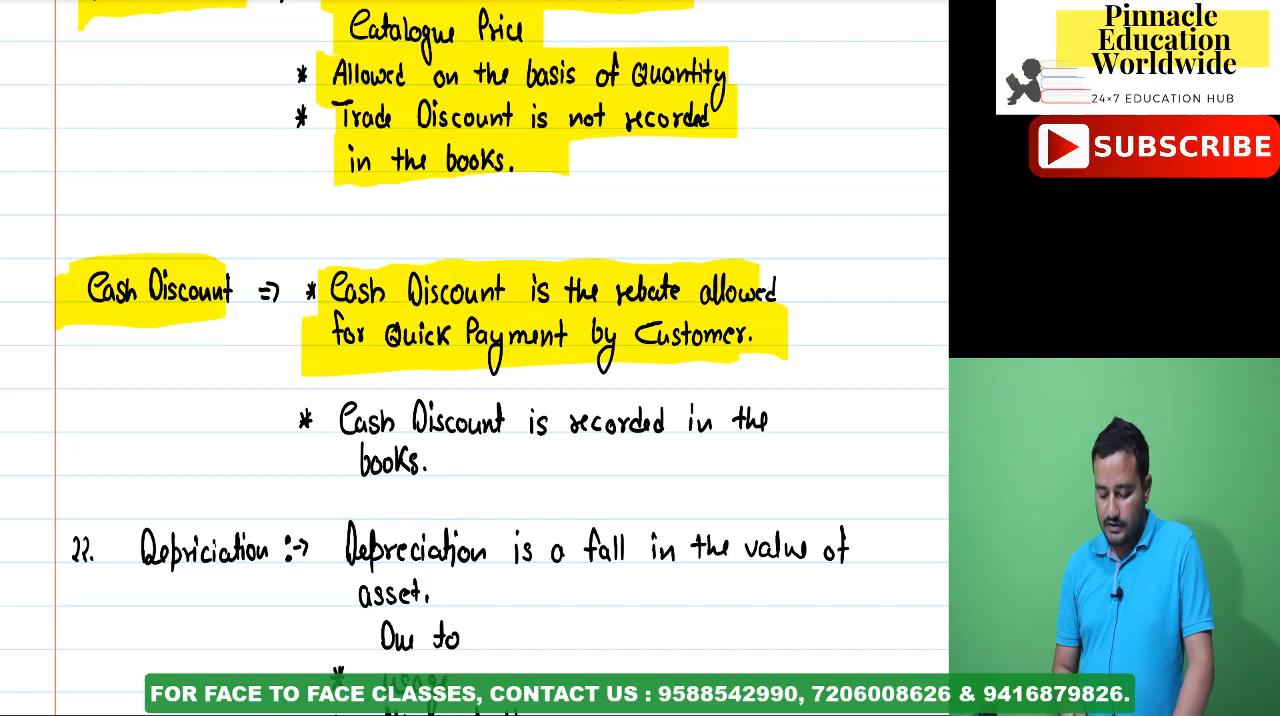 Catalogue Price
* Allowed on the basis of Quantity
* Trade Discount is not recorded
in the books.
Cash Discount => * Cash Discount is the rebate allowed
for Quick Payment by Customer.
* Cash Discount is recorded in the
books.
22. Depriciation :-> Depreciation is a fall in the value of
asset.
Due to
* usage
Pinnacle
Education
Worldwide
24×7 EDUCATION HUB
SUBSCRIBE
FOR FACE TO FACE CLASSES, CONTACT US : 9588542990, 7206008626 & 9416879826.